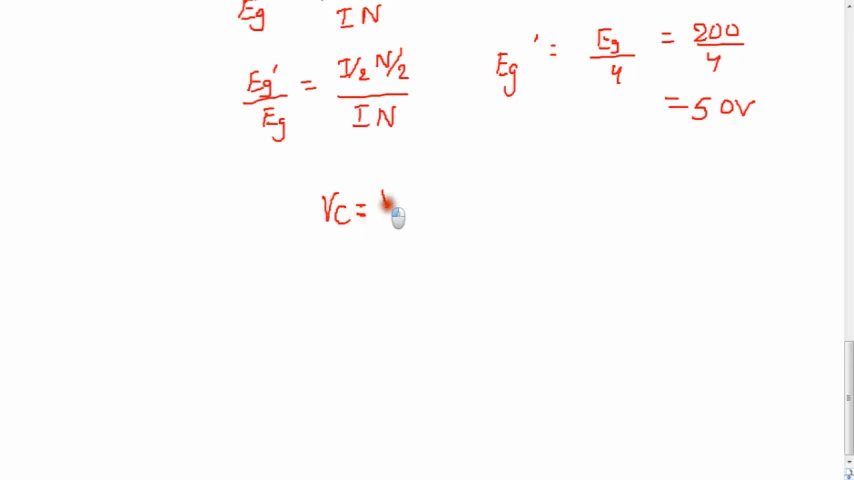 Eg IN
Eg'/Eg = I/2 N'/2 / IN
Eg' = Eg/4 = 200/4
= 50V
VC =